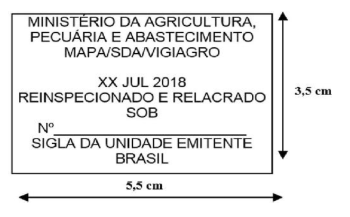 MINISTÉRIO DA AGRICULTURA,
PECUÁRIA E ABASTECIMENTO
MAPA/SDA/VIGIAGRO
XX JUL 2018
REINSPECIONADO E RELACRADO
SOB
Nº_________________________
SIGLA DA UNIDADE EMITENTE
BRASIL
3,5 cm
5,5 cm